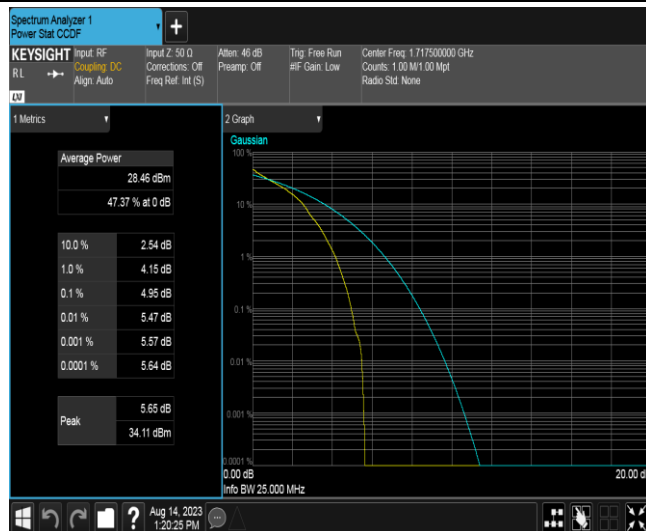 Spectrum Analyzer 1
Power Stat CCDF
+
KEYSIGHT
RL
Input: RF
Coupling: DC
Align: Auto
Input Z: 50 Ω
Corrections: Off
Freq Ref: Int (S)
Atten: 46 dB
Preamp: Off
Trig: Free Run
#IF Gain: Low
Center Freq: 1.717500000 GHz
Counts: 1.00 M/1.00 Mpt
Radio Std: None
1 Metrics
Average Power
28.46 dBm
47.37 % at 0 dB
10.0 % 2.54 dB
1.0 % 4.15 dB
0.1 % 4.95 dB
0.01 % 5.47 dB
0.001 % 5.57 dB
0.0001 % 5.64 dB
Peak
5.65 dB
34.11 dBm
2 Graph
Gaussian
100 %
10 %
1 %
0.1 %
0.01 %
0.001 %
0.0001 %
0.00 dB
20.00 d
Info BW 25.000 MHz
?
Aug 14, 2023
1:20:25 PM